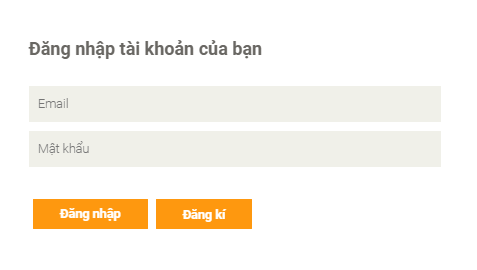 Đăng nhập tài khoản của bạn
Email
Mật khẩu
Đăng nhập Đăng kí